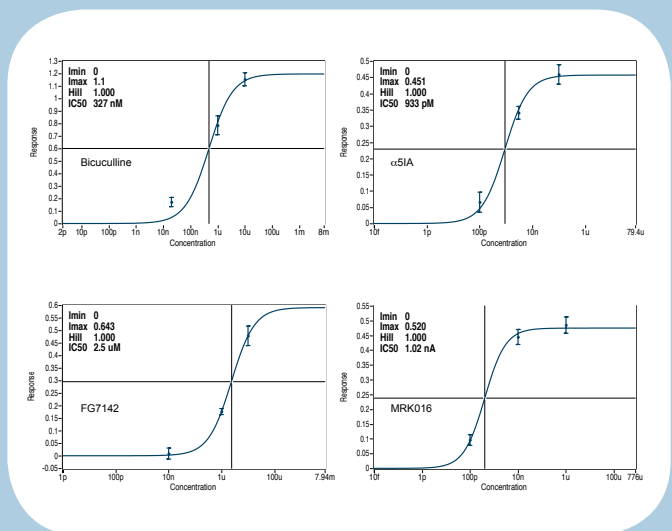 Imin 0
Imax 1.1
Hill 1.000
IC50 327 nM
Response
1.3
1.2
1.1
1
0.9
0.8
0.7
0.6
0.5
0.4
0.3
0.2
0.1
0
Bicuculline
2p 10p 100p 1n 10n 100n 1u 10u 100u 1m 8m
Concentration
Imin 0
Imax 0.451
Hill 1.000
IC50 933 pM
Response
0.5
0.45
0.4
0.35
0.3
0.25
0.2
0.15
0.1
0.05
0
α5IA
10f 1p 100p 10n 1u 79.4u
Concentration
Imin 0
Imax 0.643
Hill 1.000
IC50 2.5 uM
Response
0.6
0.55
0.5
0.45
0.4
0.35
0.3
0.25
0.2
0.15
0.1
0.05
0
-0.05
FG7142
1p 100p 10n 1u 100u 7.94m
Concentration
Imin 0
Imax 0.520
Hill 1.000
IC50 1.02 nA
Response
0.55
0.5
0.45
0.4
0.35
0.3
0.25
0.2
0.15
0.1
0.05
0
MRK016
10f 1p 100p 10n 1u 100u 776u
Concentration